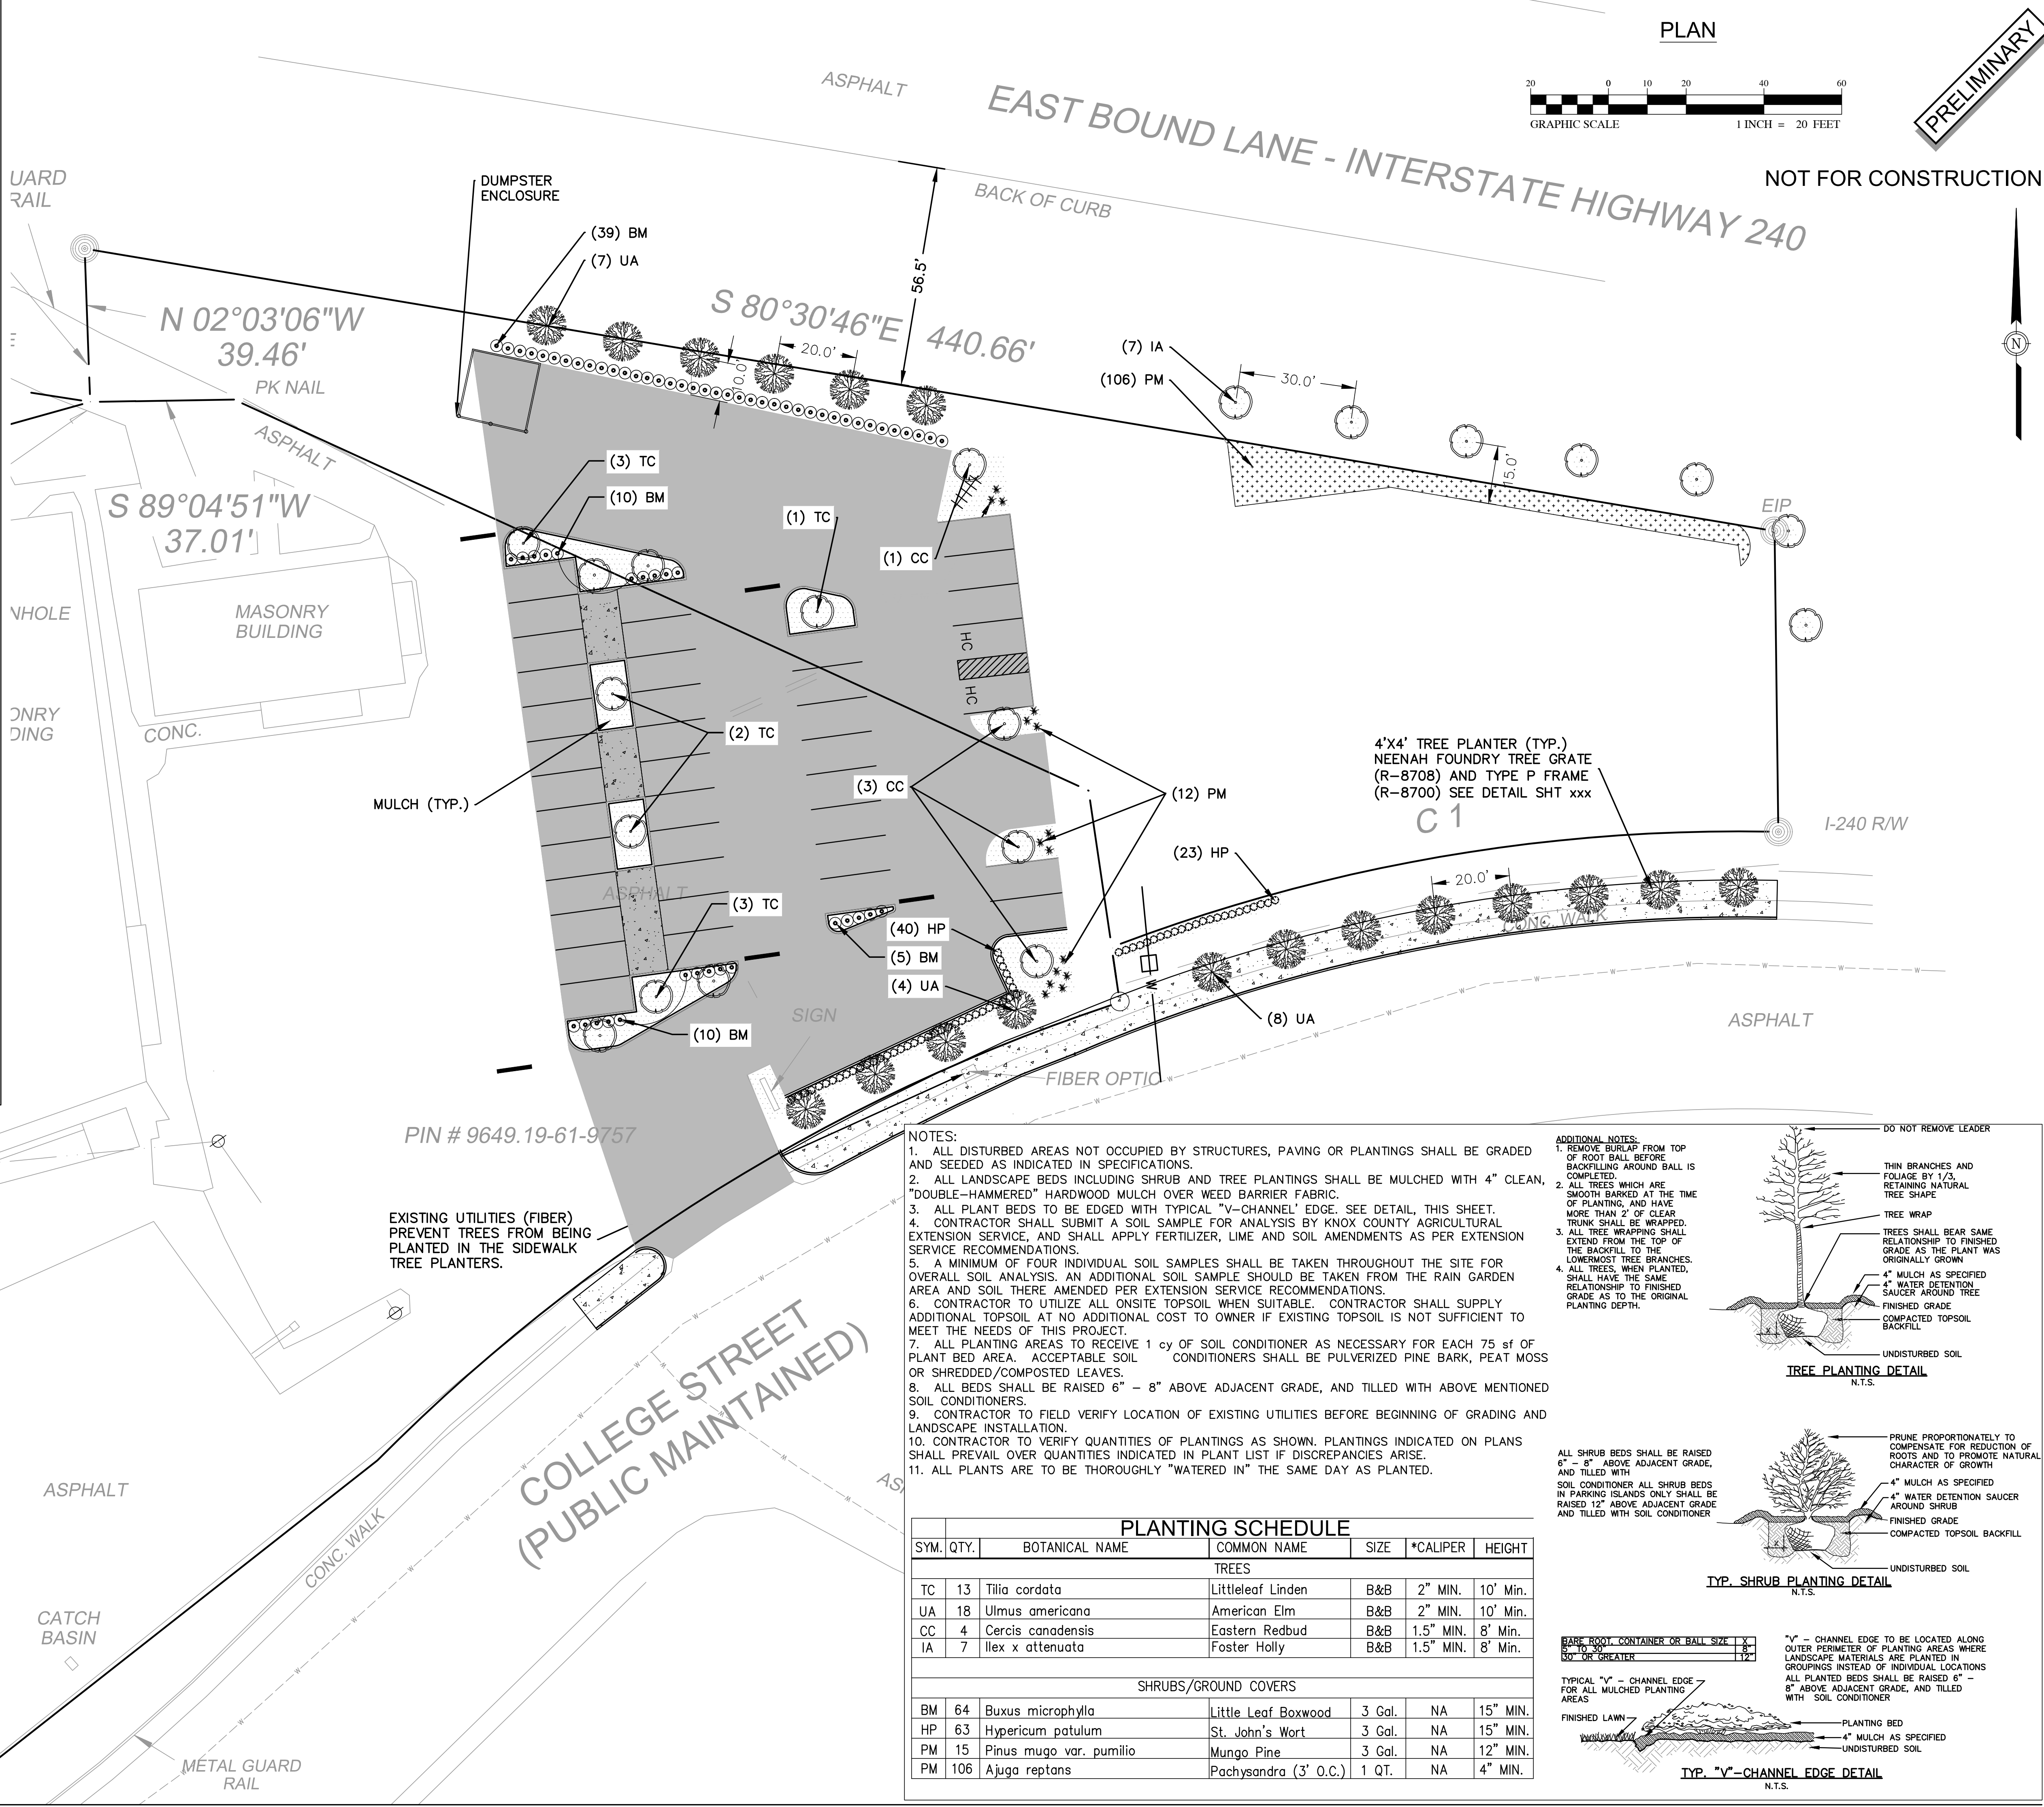 PLAN
20 0 10 20 40 60
GRAPHIC SCALE 1 INCH = 20 FEET
PRELIMINARY
NOT FOR CONSTRUCTION
N
ASPHALT
EAST BOUND LANE - INTERSTATE HIGHWAY 240
BACK OF CURB
UARD
RAIL
DUMPSTER
ENCLOSURE
(39) BM
(7) UA
56.5'
N 02°03'06"W
39.46'
PK NAIL
S 80°30'46"E 440.66'
20.0'
10.0'
(7) IA
(106) PM
30.0'
15.0'
EIP
E
ASPHALT
S 89°04'51"W
37.01'
(3) TC
(10) BM
(1) TC
(1) CC
NHOLE
MASONRY
BUILDING
HC
HC
ONRY
DING
CONC.
(2) TC
MULCH (TYP.)
(3) CC
(12) PM
4'X4' TREE PLANTER (TYP.)
NEENAH FOUNDRY TREE GRATE
(R-8708) AND TYPE P FRAME
(R-8700) SEE DETAIL SHT xxx
C 1
I-240 R/W
(23) HP
20.0'
CONC. WALK
ASPHALT
(3) TC
(40) HP
(5) BM
(4) UA
(8) UA
SIGN
(10) BM
ASPHALT
FIBER OPTIC
PIN # 9649.19-61-9757
EXISTING UTILITIES (FIBER)
PREVENT TREES FROM BEING
PLANTED IN THE SIDEWALK
TREE PLANTERS.
COLLEGE STREET
(PUBLIC MAINTAINED)
ASPHALT
CONC. WALK
CATCH
BASIN
METAL GUARD
RAIL
AS
NOTES:
1. ALL DISTURBED AREAS NOT OCCUPIED BY STRUCTURES, PAVING OR PLANTINGS SHALL BE GRADED
AND SEEDED AS INDICATED IN SPECIFICATIONS.
2. ALL LANDSCAPE BEDS INCLUDING SHRUB AND TREE PLANTINGS SHALL BE MULCHED WITH 4" CLEAN,
"DOUBLE-HAMMERED" HARDWOOD MULCH OVER WEED BARRIER FABRIC.
3. ALL PLANT BEDS TO BE EDGED WITH TYPICAL "V-CHANNEL' EDGE. SEE DETAIL, THIS SHEET.
4. CONTRACTOR SHALL SUBMIT A SOIL SAMPLE FOR ANALYSIS BY KNOX COUNTY AGRICULTURAL
EXTENSION SERVICE, AND SHALL APPLY FERTILIZER, LIME AND SOIL AMENDMENTS AS PER EXTENSION
SERVICE RECOMMENDATIONS.
5. A MINIMUM OF FOUR INDIVIDUAL SOIL SAMPLES SHALL BE TAKEN THROUGHOUT THE SITE FOR
OVERALL SOIL ANALYSIS. AN ADDITIONAL SOIL SAMPLE SHOULD BE TAKEN FROM THE RAIN GARDEN
AREA AND SOIL THERE AMENDED PER EXTENSION SERVICE RECOMMENDATIONS.
6. CONTRACTOR TO UTILIZE ALL ONSITE TOPSOIL WHEN SUITABLE. CONTRACTOR SHALL SUPPLY
ADDITIONAL TOPSOIL AT NO ADDITIONAL COST TO OWNER IF EXISTING TOPSOIL IS NOT SUFFICIENT TO
MEET THE NEEDS OF THIS PROJECT.
7. ALL PLANTING AREAS TO RECEIVE 1 cy OF SOIL CONDITIONER AS NECESSARY FOR EACH 75 sf OF
PLANT BED AREA. ACCEPTABLE SOIL CONDITIONERS SHALL BE PULVERIZED PINE BARK, PEAT MOSS
OR SHREDDED/COMPOSTED LEAVES.
8. ALL BEDS SHALL BE RAISED 6" - 8" ABOVE ADJACENT GRADE, AND TILLED WITH ABOVE MENTIONED
SOIL CONDITIONERS.
9. CONTRACTOR TO FIELD VERIFY LOCATION OF EXISTING UTILITIES BEFORE BEGINNING OF GRADING AND
LANDSCAPE INSTALLATION.
10. CONTRACTOR TO VERIFY QUANTITIES OF PLANTINGS AS SHOWN. PLANTINGS INDICATED ON PLANS
SHALL PREVAIL OVER QUANTITIES INDICATED IN PLANT LIST IF DISCREPANCIES ARISE.
11. ALL PLANTS ARE TO BE THOROUGHLY "WATERED IN" THE SAME DAY AS PLANTED.
PLANTING SCHEDULE
SYM. QTY. BOTANICAL NAME COMMON NAME SIZE *CALIPER HEIGHT
TREES
TC 13 Tilia cordata Littleleaf Linden B&B 2" MIN. 10' Min.
UA 18 Ulmus americana American Elm B&B 2" MIN. 10' Min.
CC 4 Cercis canadensis Eastern Redbud B&B 1.5" MIN. 8' Min.
IA 7 Ilex x attenuata Foster Holly B&B 1.5" MIN. 8' Min.
SHRUBS/GROUND COVERS
BM 64 Buxus microphylla Little Leaf Boxwood 3 Gal. NA 15" MIN.
HP 63 Hypericum patulum St. John's Wort 3 Gal. NA 15" MIN.
PM 15 Pinus mugo var. pumilio Mungo Pine 3 Gal. NA 12" MIN.
PM 106 Ajuga reptans Pachysandra (3' O.C.) 1 QT. NA 4" MIN.
ADDITIONAL NOTES:
1. REMOVE BURLAP FROM TOP
OF ROOT BALL BEFORE
BACKFILLING AROUND BALL IS
COMPLETED.
2. ALL TREES WHICH ARE
SMOOTH BARKED AT THE TIME
OF PLANTING, AND HAVE
MORE THAN 2' OF CLEAR
TRUNK SHALL BE WRAPPED.
3. ALL TREE WRAPPING SHALL
EXTEND FROM THE TOP OF
THE BACKFILL TO THE
LOWERMOST TREE BRANCHES.
4. ALL TREES, WHEN PLANTED,
SHALL HAVE THE SAME
RELATIONSHIP TO FINISHED
GRADE AS TO THE ORIGINAL
PLANTING DEPTH.
DO NOT REMOVE LEADER
THIN BRANCHES AND
FOLIAGE BY 1/3,
RETAINING NATURAL
TREE SHAPE
TREE WRAP
TREES SHALL BEAR SAME
RELATIONSHIP TO FINISHED
GRADE AS THE PLANT WAS
ORIGINALLY GROWN
4" MULCH AS SPECIFIED
4" WATER DETENTION
SAUCER AROUND TREE
FINISHED GRADE
COMPACTED TOPSOIL
BACKFILL
X
UNDISTURBED SOIL
TREE PLANTING DETAIL
N.T.S.
ALL SHRUB BEDS SHALL BE RAISED
6" - 8" ABOVE ADJACENT GRADE,
AND TILLED WITH
SOIL CONDITIONER ALL SHRUB BEDS
IN PARKING ISLANDS ONLY SHALL BE
RAISED 12" ABOVE ADJACENT GRADE
AND TILLED WITH SOIL CONDITIONER
PRUNE PROPORTIONATELY TO
COMPENSATE FOR REDUCTION OF
ROOTS AND TO PROMOTE NATURAL
CHARACTER OF GROWTH
4" MULCH AS SPECIFIED
4" WATER DETENTION SAUCER
AROUND SHRUB
FINISHED GRADE
COMPACTED TOPSOIL BACKFILL
X
UNDISTURBED SOIL
TYP. SHRUB PLANTING DETAIL
N.T.S.
BARE ROOT, CONTAINER OR BALL SIZE X
5" TO 30" 8"
30" OR GREATER 12"
"V" - CHANNEL EDGE TO BE LOCATED ALONG
OUTER PERIMETER OF PLANTING AREAS WHERE
LANDSCAPE MATERIALS ARE PLANTED IN
GROUPINGS INSTEAD OF INDIVIDUAL LOCATIONS
ALL PLANTED BEDS SHALL BE RAISED 6" -
8" ABOVE ADJACENT GRADE, AND TILLED
WITH SOIL CONDITIONER
TYPICAL "V" - CHANNEL EDGE
FOR ALL MULCHED PLANTING
AREAS
FINISHED LAWN
PLANTING BED
4" MULCH AS SPECIFIED
UNDISTURBED SOIL
TYP. "V"-CHANNEL EDGE DETAIL
N.T.S.